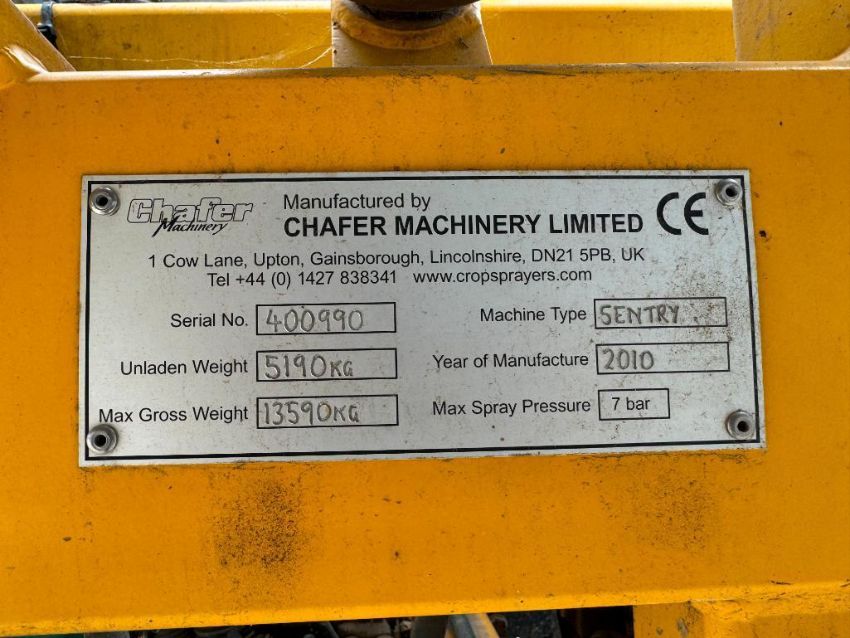 Chafer Machinery
Manufactured by
CHAFER MACHINERY LIMITED
CE
1 Cow Lane, Upton, Gainsborough, Lincolnshire, DN21 5PB, UK
Tel +44 (0) 1427 838341 www.cropsprayers.com
Serial No. 400990
Machine Type SENTRY
Unladen Weight 5190KG
Year of Manufacture 2010
Max Gross Weight 13590KG
Max Spray Pressure 7 bar